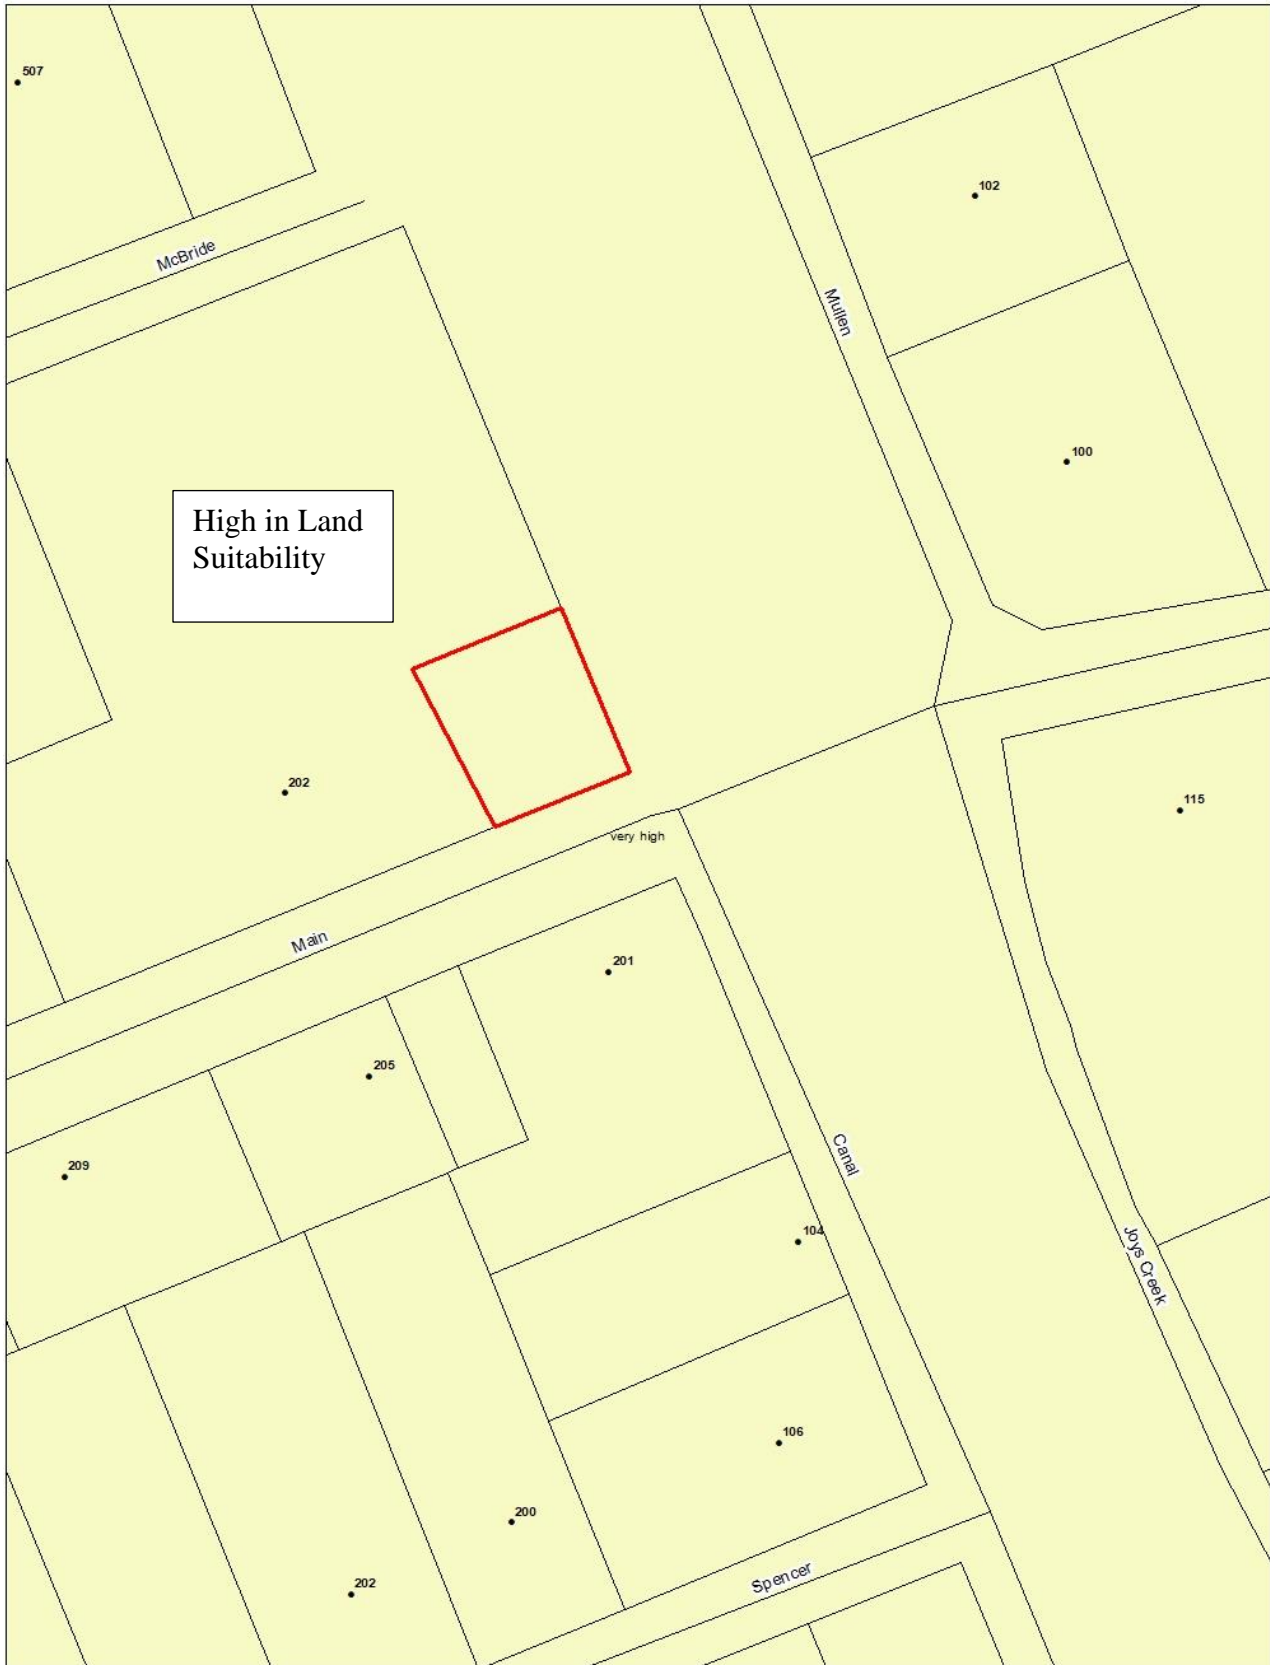 507
102
McBride
Mullen
100
High in Land
Suitability
202
115
very high
Main
201
205
209
Canal
104
Joys Creek
106
200
Spencer
202